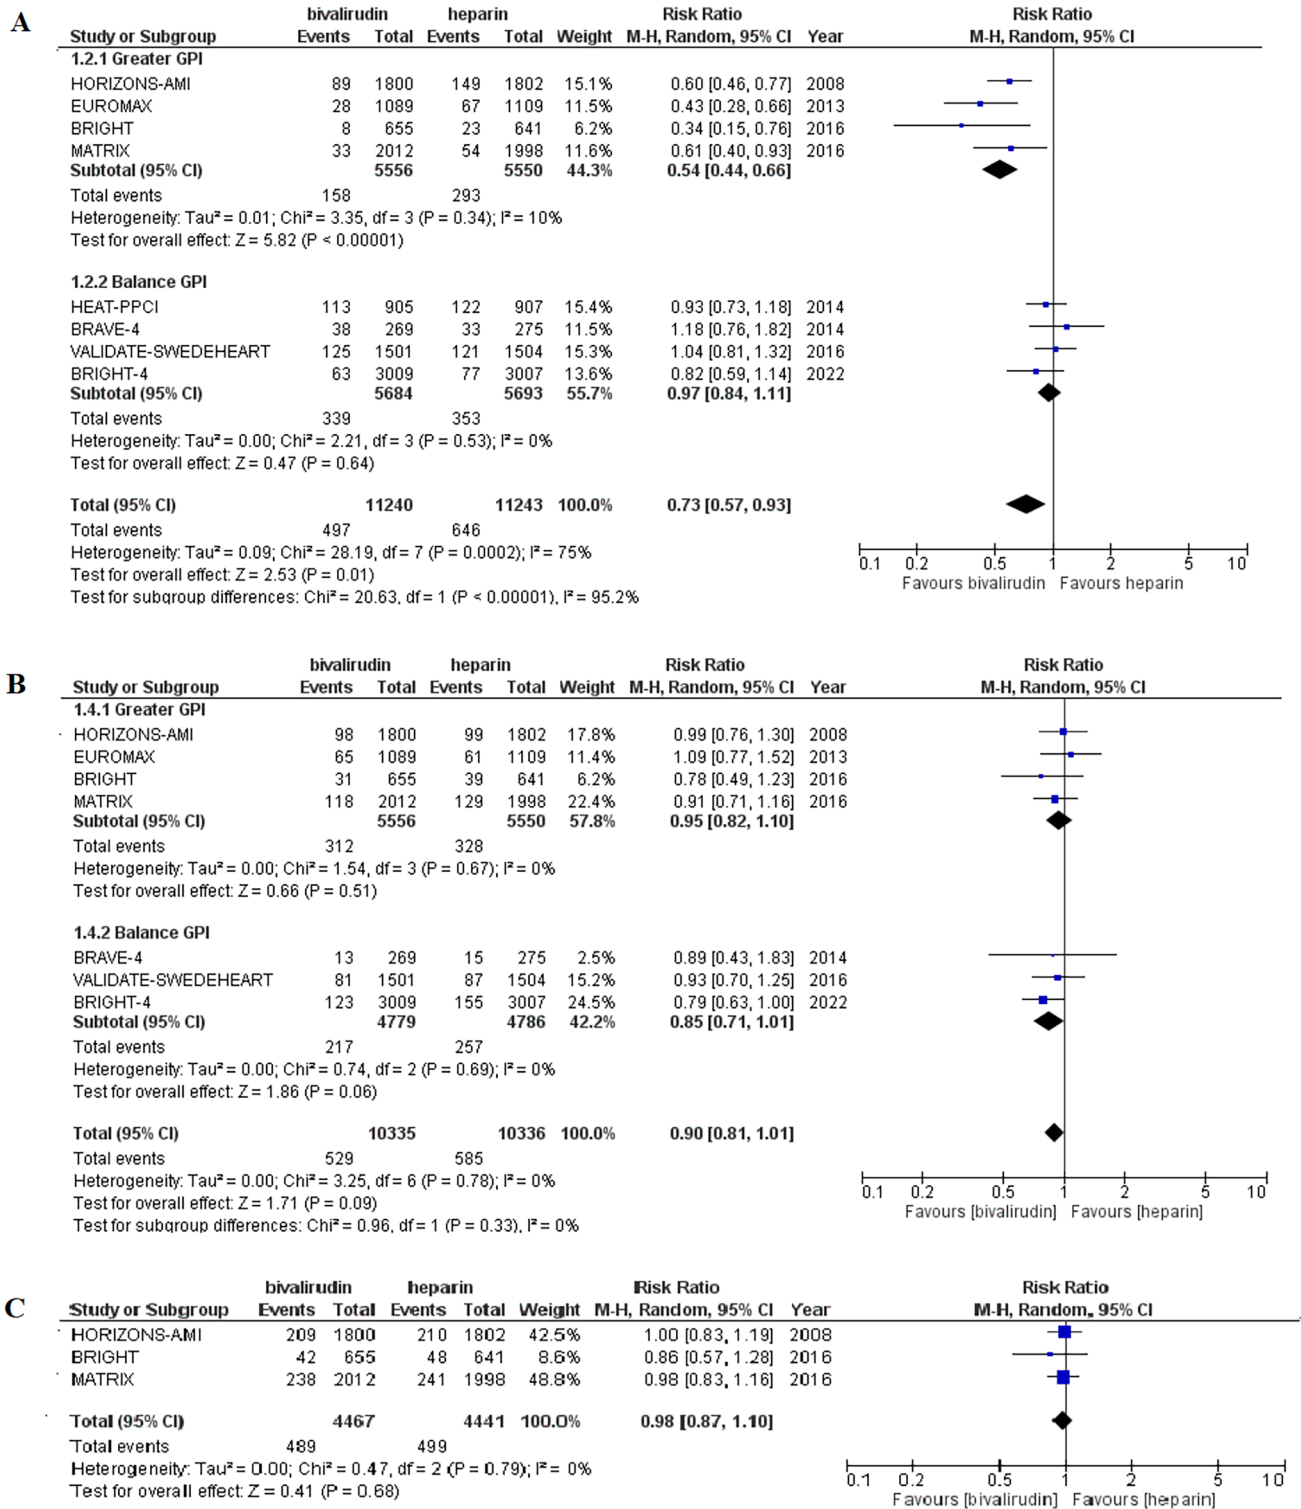 A
bivalirudin heparin Risk Ratio Risk Ratio
Study or Subgroup Events Total Events Total Weight M-H, Random, 95% CI Year M-H, Random, 95% CI
1.2.1 Greater GPI
HORIZONS-AMI 89 1800 149 1802 15.1% 0.60 [0.46, 0.77] 2008
EUROMAX 28 1089 67 1109 11.5% 0.43 [0.28, 0.66] 2013
BRIGHT 8 655 23 641 6.2% 0.34 [0.15, 0.76] 2016
MATRIX 33 2012 54 1998 11.6% 0.61 [0.40, 0.93] 2016
Subtotal (95% CI) 5556 5550 44.3% 0.54 [0.44, 0.66]
Total events 158 293
Heterogeneity: Tau² = 0.01; Chi² = 3.35, df = 3 (P = 0.34); I² = 10%
Test for overall effect: Z = 5.82 (P < 0.00001)
1.2.2 Balance GPI
HEAT-PPCI 113 905 122 907 15.4% 0.93 [0.73, 1.18] 2014
BRAVE-4 38 269 33 275 11.5% 1.18 [0.76, 1.82] 2014
VALIDATE-SWEDEHEART 125 1501 121 1504 15.3% 1.04 [0.81, 1.32] 2016
BRIGHT-4 63 3009 77 3007 13.6% 0.82 [0.59, 1.14] 2022
Subtotal (95% CI) 5684 5693 55.7% 0.97 [0.84, 1.11]
Total events 339 353
Heterogeneity: Tau² = 0.00; Chi² = 2.21, df = 3 (P = 0.53); I² = 0%
Test for overall effect: Z = 0.47 (P = 0.64)
Total (95% CI) 11240 11243 100.0% 0.73 [0.57, 0.93]
Total events 497 646
Heterogeneity: Tau² = 0.09; Chi² = 28.19, df = 7 (P = 0.0002); I² = 75%
Test for overall effect: Z = 2.53 (P = 0.01)
Test for subgroup differences: Chi² = 20.63, df = 1 (P < 0.00001), I² = 95.2%
0.1 0.2 0.5 1 2 5 10
Favours bivalirudin Favours heparin
B
bivalirudin heparin Risk Ratio Risk Ratio
Study or Subgroup Events Total Events Total Weight M-H, Random, 95% CI Year M-H, Random, 95% CI
1.4.1 Greater GPI
HORIZONS-AMI 98 1800 99 1802 17.8% 0.99 [0.76, 1.30] 2008
EUROMAX 65 1089 61 1109 11.4% 1.09 [0.77, 1.52] 2013
BRIGHT 31 655 39 641 6.2% 0.78 [0.49, 1.23] 2016
MATRIX 118 2012 129 1998 22.4% 0.91 [0.71, 1.16] 2016
Subtotal (95% CI) 5556 5550 57.8% 0.95 [0.82, 1.10]
Total events 312 328
Heterogeneity: Tau² = 0.00; Chi² = 1.54, df = 3 (P = 0.67); I² = 0%
Test for overall effect: Z = 0.66 (P = 0.51)
1.4.2 Balance GPI
BRAVE-4 13 269 15 275 2.5% 0.89 [0.43, 1.83] 2014
VALIDATE-SWEDEHEART 81 1501 87 1504 15.2% 0.93 [0.70, 1.25] 2016
BRIGHT-4 123 3009 155 3007 24.5% 0.79 [0.63, 1.00] 2022
Subtotal (95% CI) 4779 4786 42.2% 0.85 [0.71, 1.01]
Total events 217 257
Heterogeneity: Tau² = 0.00; Chi² = 0.74, df = 2 (P = 0.69); I² = 0%
Test for overall effect: Z = 1.86 (P = 0.06)
Total (95% CI) 10335 10336 100.0% 0.90 [0.81, 1.01]
Total events 529 585
Heterogeneity: Tau² = 0.00; Chi² = 3.25, df = 6 (P = 0.78); I² = 0%
Test for overall effect: Z = 1.71 (P = 0.09)
Test for subgroup differences: Chi² = 0.96, df = 1 (P = 0.33), I² = 0%
0.1 0.2 0.5 1 2 5 10
Favours [bivalirudin] Favours [heparin]
C
bivalirudin heparin Risk Ratio Risk Ratio
Study or Subgroup Events Total Events Total Weight M-H, Random, 95% CI Year M-H, Random, 95% CI
HORIZONS-AMI 209 1800 210 1802 42.5% 1.00 [0.83, 1.19] 2008
BRIGHT 42 655 48 641 8.6% 0.86 [0.57, 1.28] 2016
MATRIX 238 2012 241 1998 48.8% 0.98 [0.83, 1.16] 2016
Total (95% CI) 4467 4441 100.0% 0.98 [0.87, 1.10]
Total events 489 499
Heterogeneity: Tau² = 0.00; Chi² = 0.47, df = 2 (P = 0.79); I² = 0%
Test for overall effect: Z = 0.41 (P = 0.68)
0.1 0.2 0.5 1 2 5 10
Favours [bivalirudin] Favours [heparin]